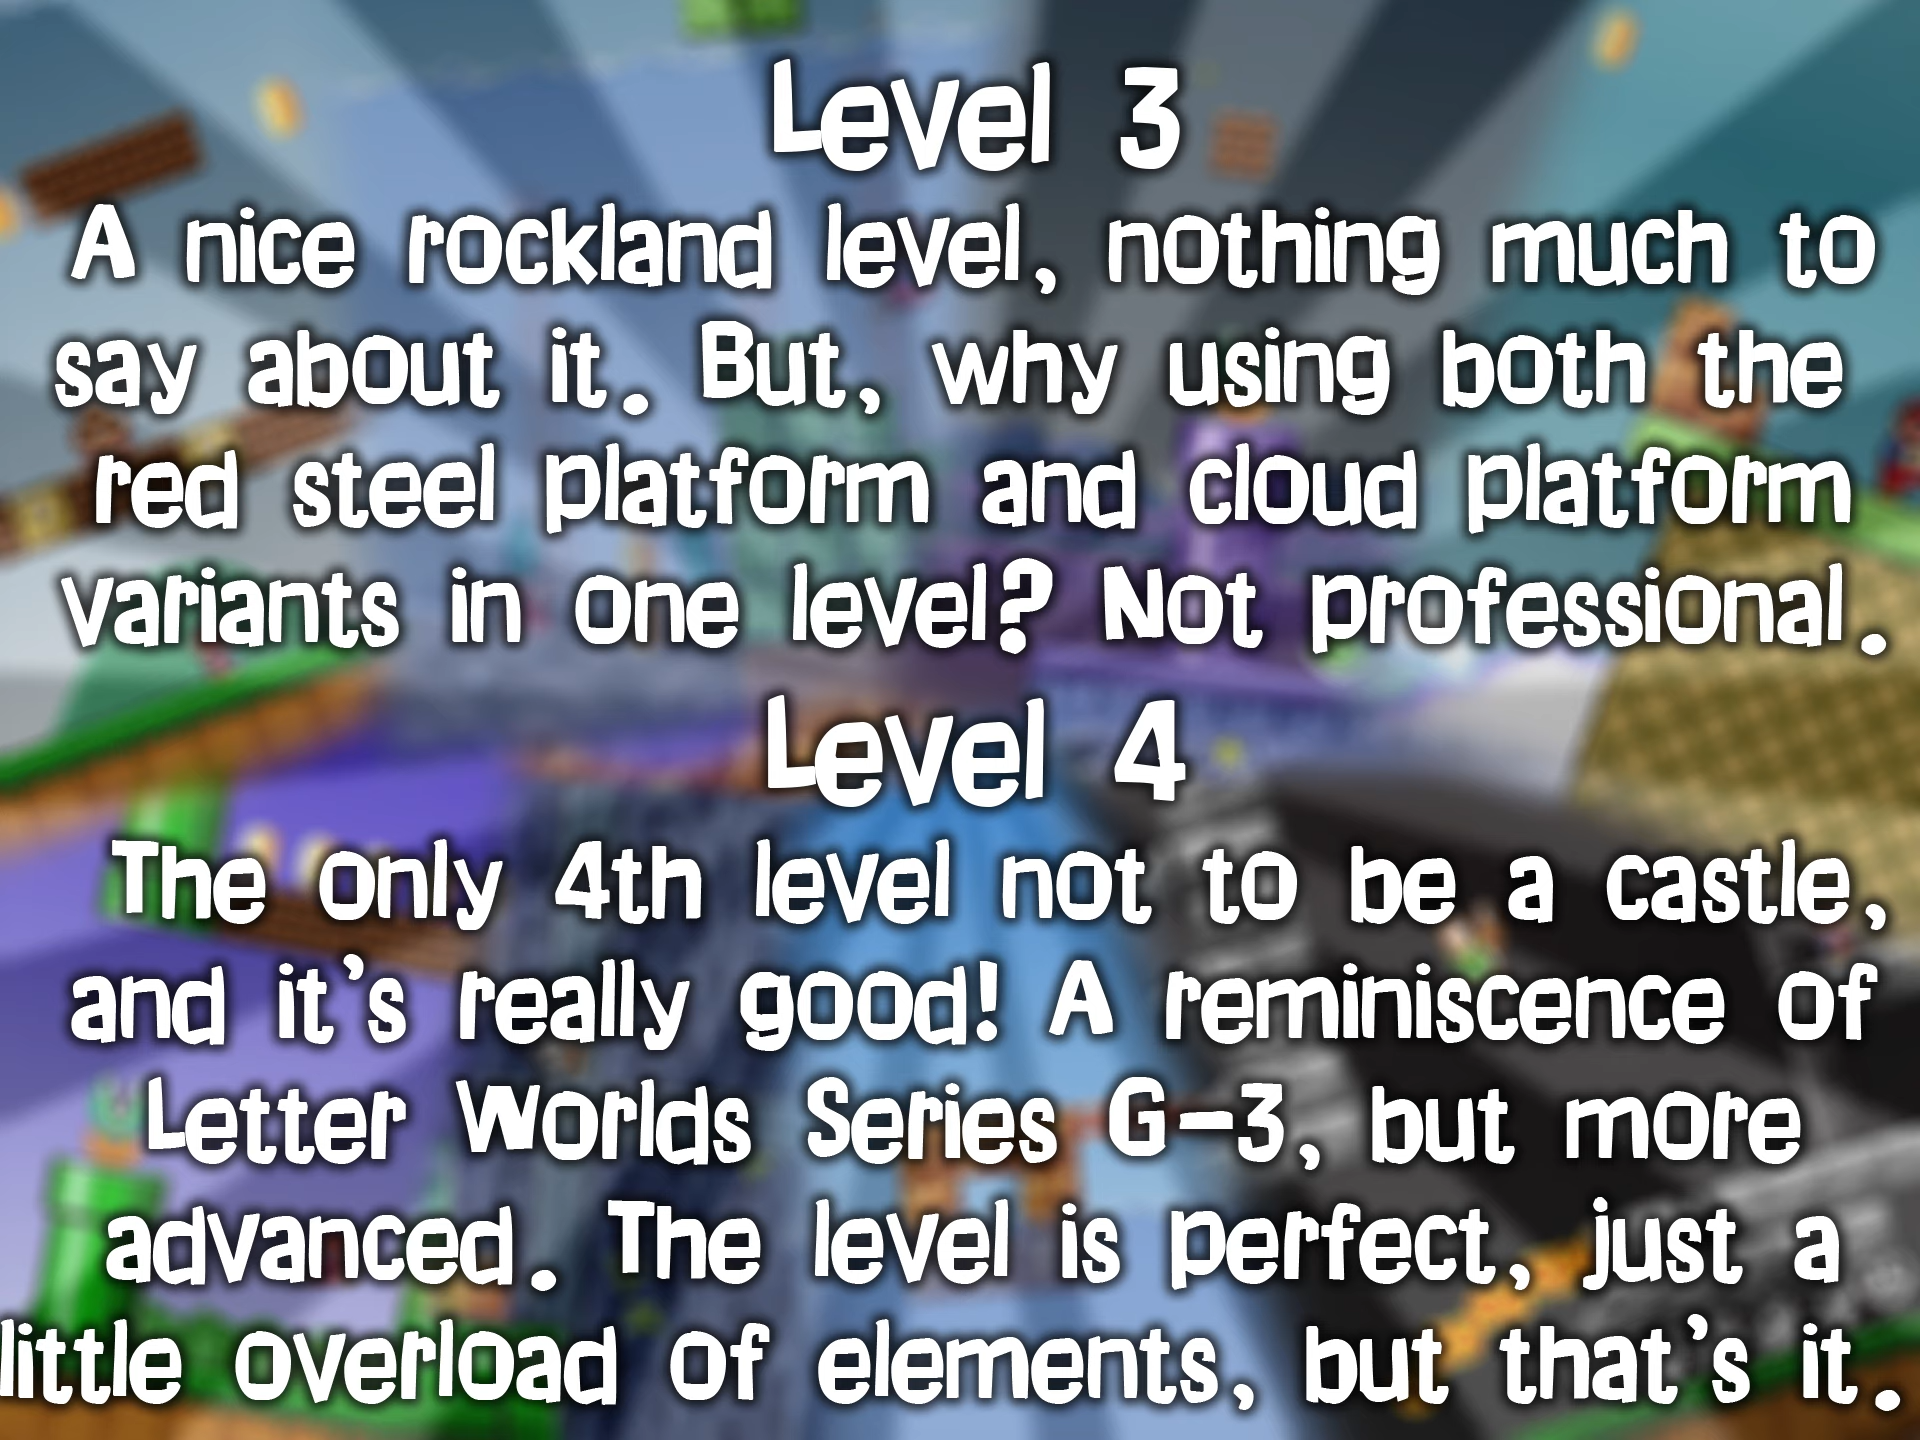 Level 3
A nice rockland level, nothing much to
say about it. But, why using both the
red steel platform and cloud platform
variants in one level? Not professional.
Level 4
The only 4th level not to be a castle,
and it's really good! A reminiscence of
Letter Worlds Series G-3, but more
advanced. The level is perfect, just a
little overload of elements, but that's it.